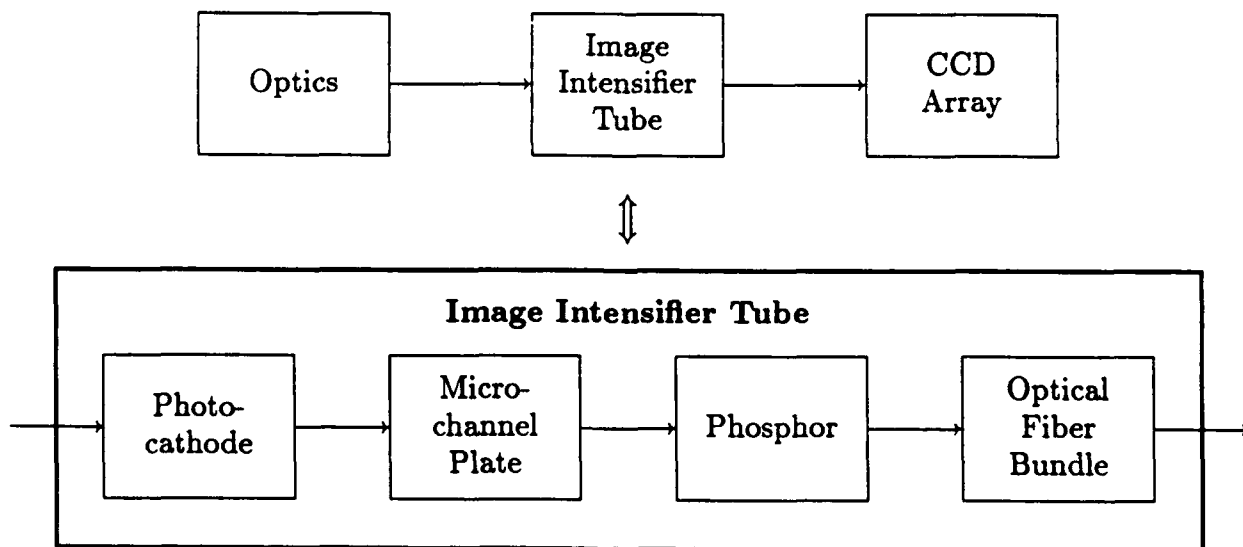 Optics
Image
Intensifier
Tube
CCD
Array
Image Intensifier Tube
Photo-
cathode
Micro-
channel
Plate
Phosphor
Optical
Fiber
Bundle